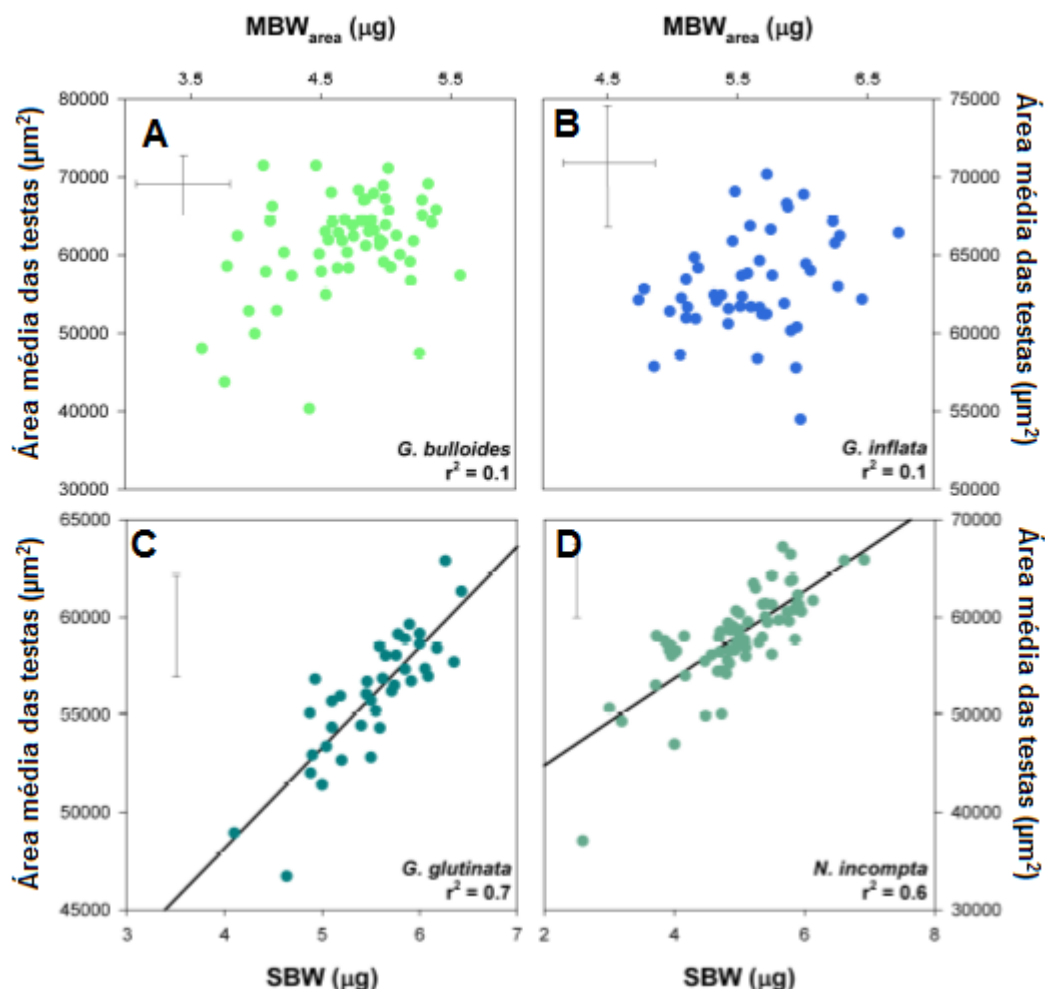 MBWarea (µg)
MBWarea (µg)
3.5 4.5 5.5
4.5 5.5 6.5
Área média das testas (µm²)
80000
70000
60000
50000
40000
30000
A
G. bulloides
r² = 0.1
B
G. inflata
r² = 0.1
75000
70000
65000
60000
55000
50000
Área média das testas (µm²)
Área média das testas (µm²)
65000
60000
55000
50000
45000
C
G. glutinata
r² = 0.7
D
N. incompta
r² = 0.6
70000
60000
50000
40000
30000
Área média das testas (µm²)
3 4 5 6 7
2 4 6 8
SBW (µg)
SBW (µg)